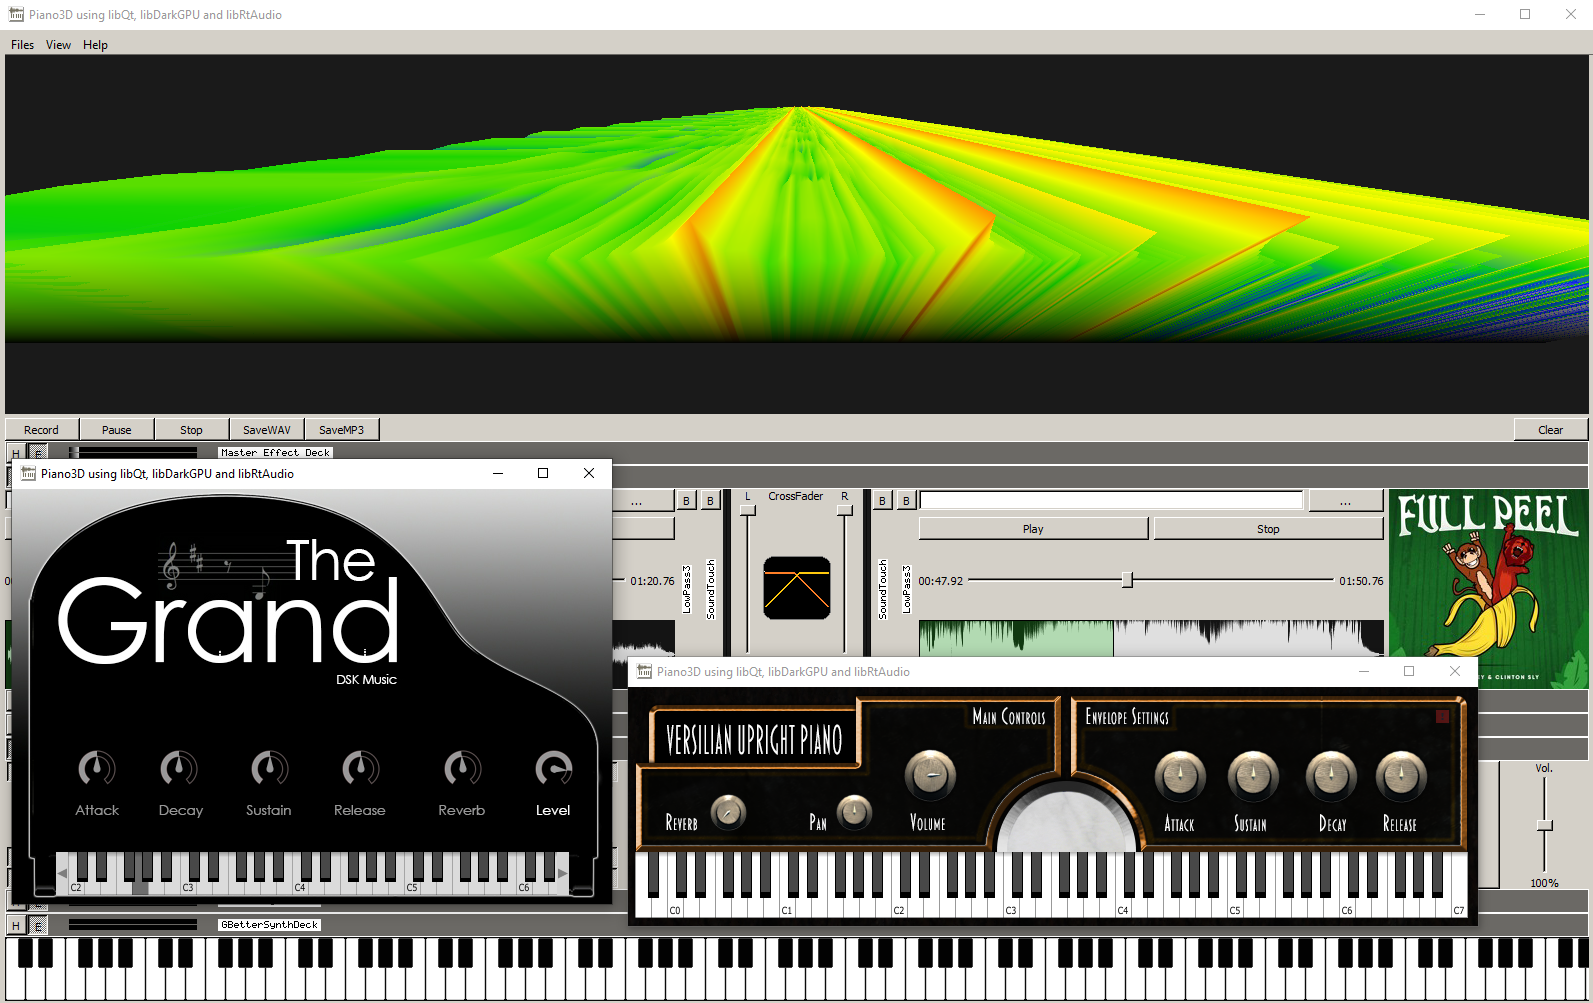 Piano3D using libQt, libDarkGPU and libRtAudio
Files View Help
Record Pause Stop SaveWAV SaveMP3 Clear
H E Master Effect Deck
Piano3D using libQt, libDarkGPU and libRtAudio
The
Grand
DSK Music
Attack Decay Sustain Release Reverb Level
C2 C3 C4 C5 C6
... B B
01:20.76
LowPass3
SoundTouch
L CrossFader R
B B ...
Play Stop
SoundTouch
LowPass3
00:47.92 01:50.76
FULL PEEL
EY & CLINTON SLY
Piano3D using libQt, libDarkGPU and libRtAudio
VERSILIAN UPRIGHT PIANO
MAIN CONTROLS
ENVELOPE SETTINGS
REVERB PAN VOLUME
ATTACK SUSTAIN DECAY RELEASE
C0 C1 C2 C3 C4 C5 C6 C7
Vol.
100%
H E GBetterSynthDeck